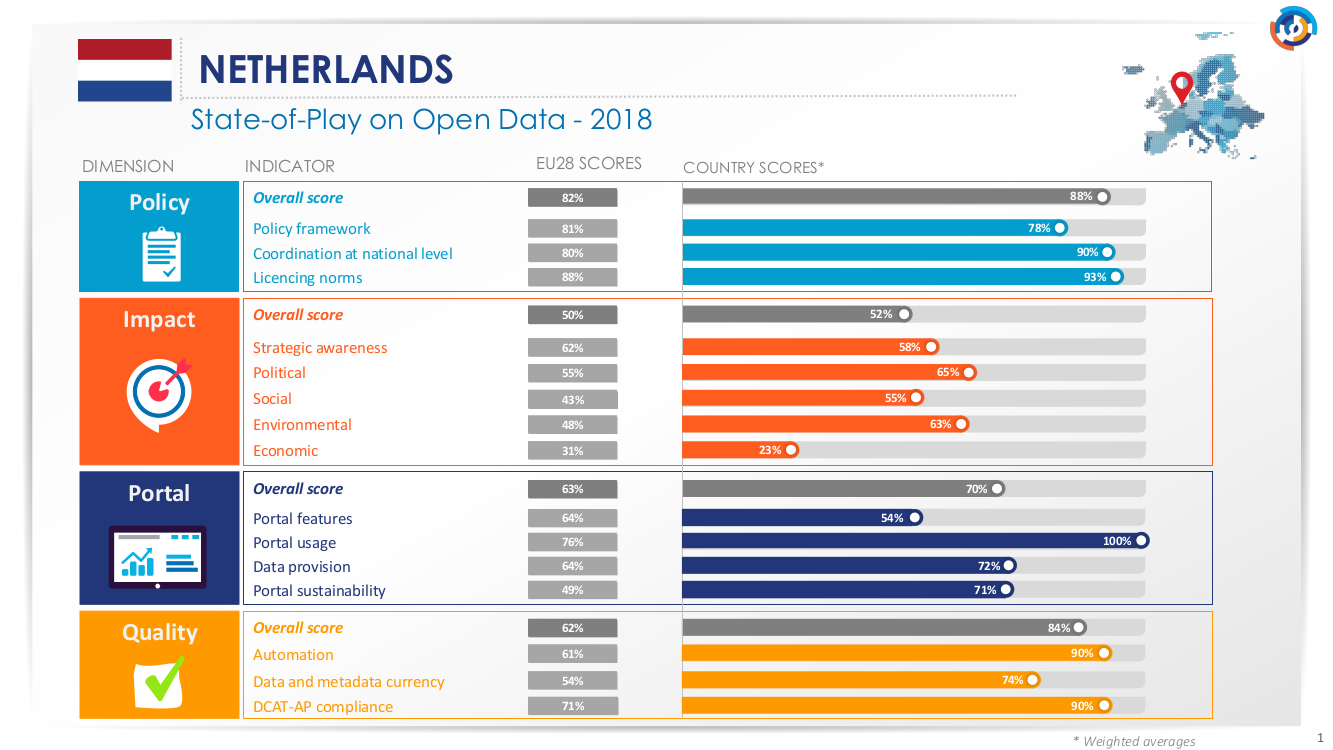 NETHERLANDS
State-of-Play on Open Data - 2018
DIMENSION INDICATOR EU28 SCORES COUNTRY SCORES*
Policy
Overall score 82% 88%
Policy framework 81% 78%
Coordination at national level 80% 90%
Licencing norms 88% 93%
Impact
Overall score 50% 52%
Strategic awareness 62% 58%
Political 55% 65%
Social 43% 55%
Environmental 48% 63%
Economic 31% 23%
Portal
Overall score 63% 70%
Portal features 64% 54%
Portal usage 76% 100%
Data provision 64% 72%
Portal sustainability 49% 71%
Quality
Overall score 62% 84%
Automation 61% 90%
Data and metadata currency 54% 74%
DCAT-AP compliance 71% 90%
* Weighted averages
1